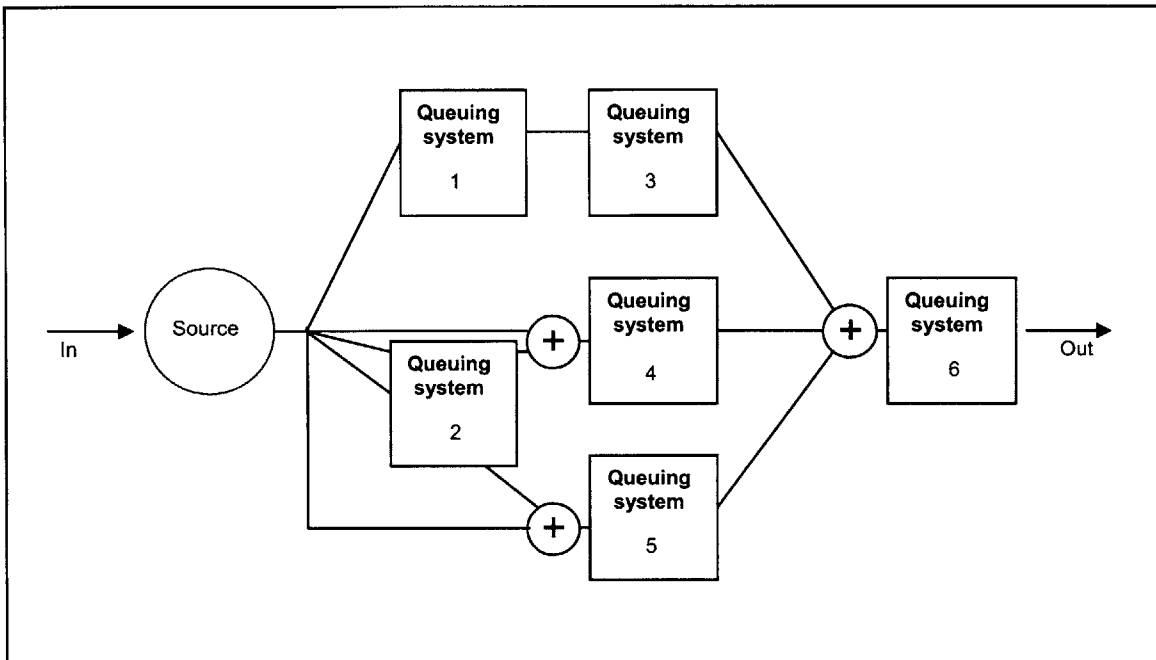 Queuing
system
1
Queuing
system
3
Source
In
+
Queuing
system
4
+
Queuing
system
6
Out
Queuing
system
2
+
Queuing
system
5